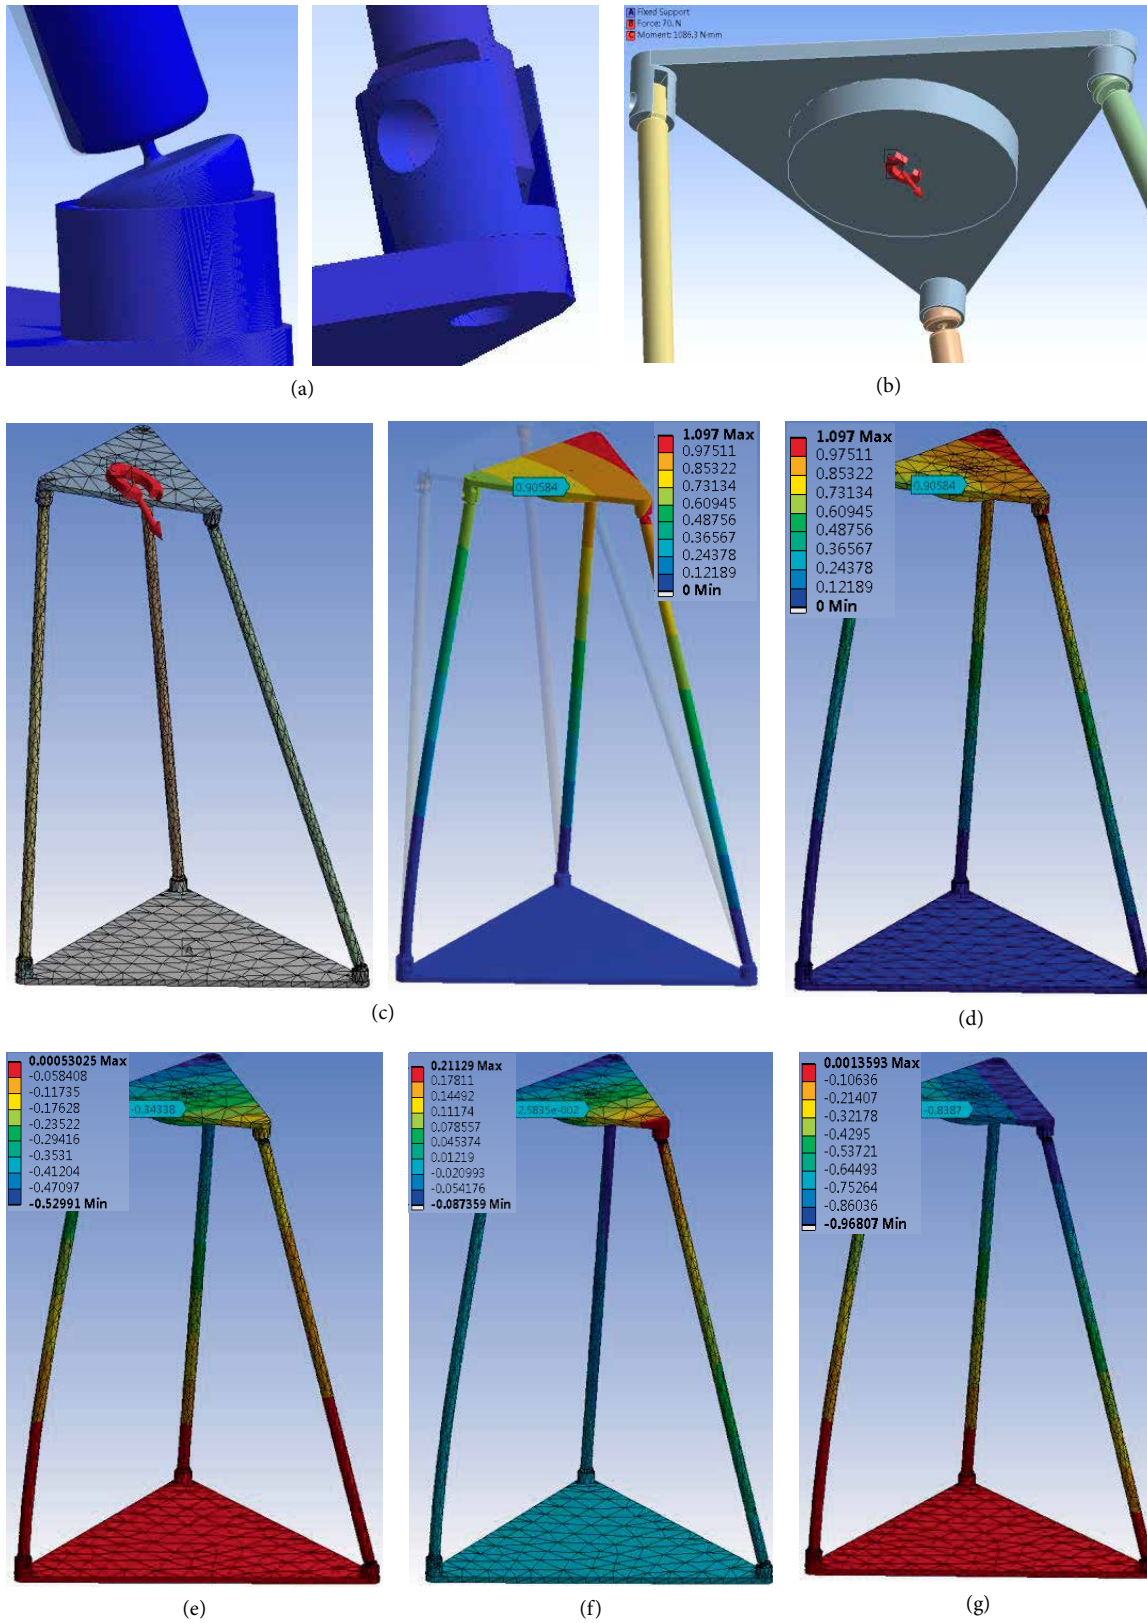 A Fixed Support
B Force: 70, N
C Moment: 1086.3 N·mm
(a)
(b)
1.097 Max
0.97511
0.85322
0.73134
0.60945
0.48756
0.36567
0.24378
0.12189
0 Min
0.90584
(c)
1.097 Max
0.97511
0.85322
0.73134
0.60945
0.48756
0.36567
0.24378
0.12189
0 Min
0.90584
(d)
0.00053025 Max
-0.058408
-0.11735
-0.17628
-0.23522
-0.29416
-0.3531
-0.41204
-0.47097
-0.52991 Min
-0.34338
(e)
0.21129 Max
0.17811
0.14492
0.11174
0.078557
0.045374
0.01219
-0.020993
-0.054176
-0.087359 Min
2.5835e-002
(f)
0.0013593 Max
-0.10636
-0.21407
-0.32178
-0.4295
-0.53721
-0.64493
-0.75264
-0.86036
-0.96807 Min
-0.8387
(g)